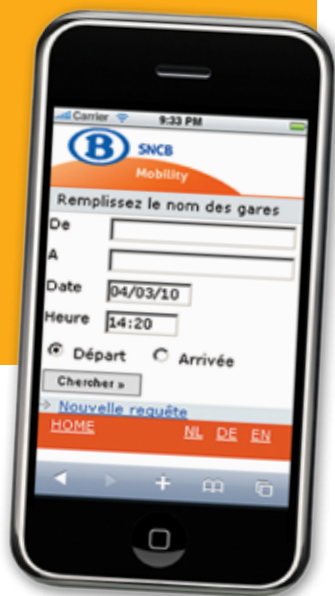 Carrier 9:33 PM
B SNCB
Mobility
Remplissez le nom des gares
De
A
Date 04/03/10
Heure 14:20
Départ Arrivée
Chercher »
Nouvelle requête
HOME NL DE EN